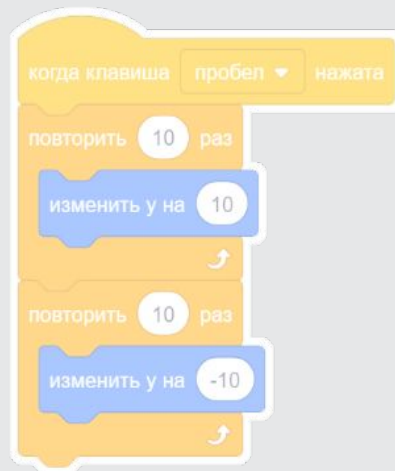 когда клавиша пробел нажата
повторить 10 раз
изменить y на 10
повторить 10 раз
изменить y на -10